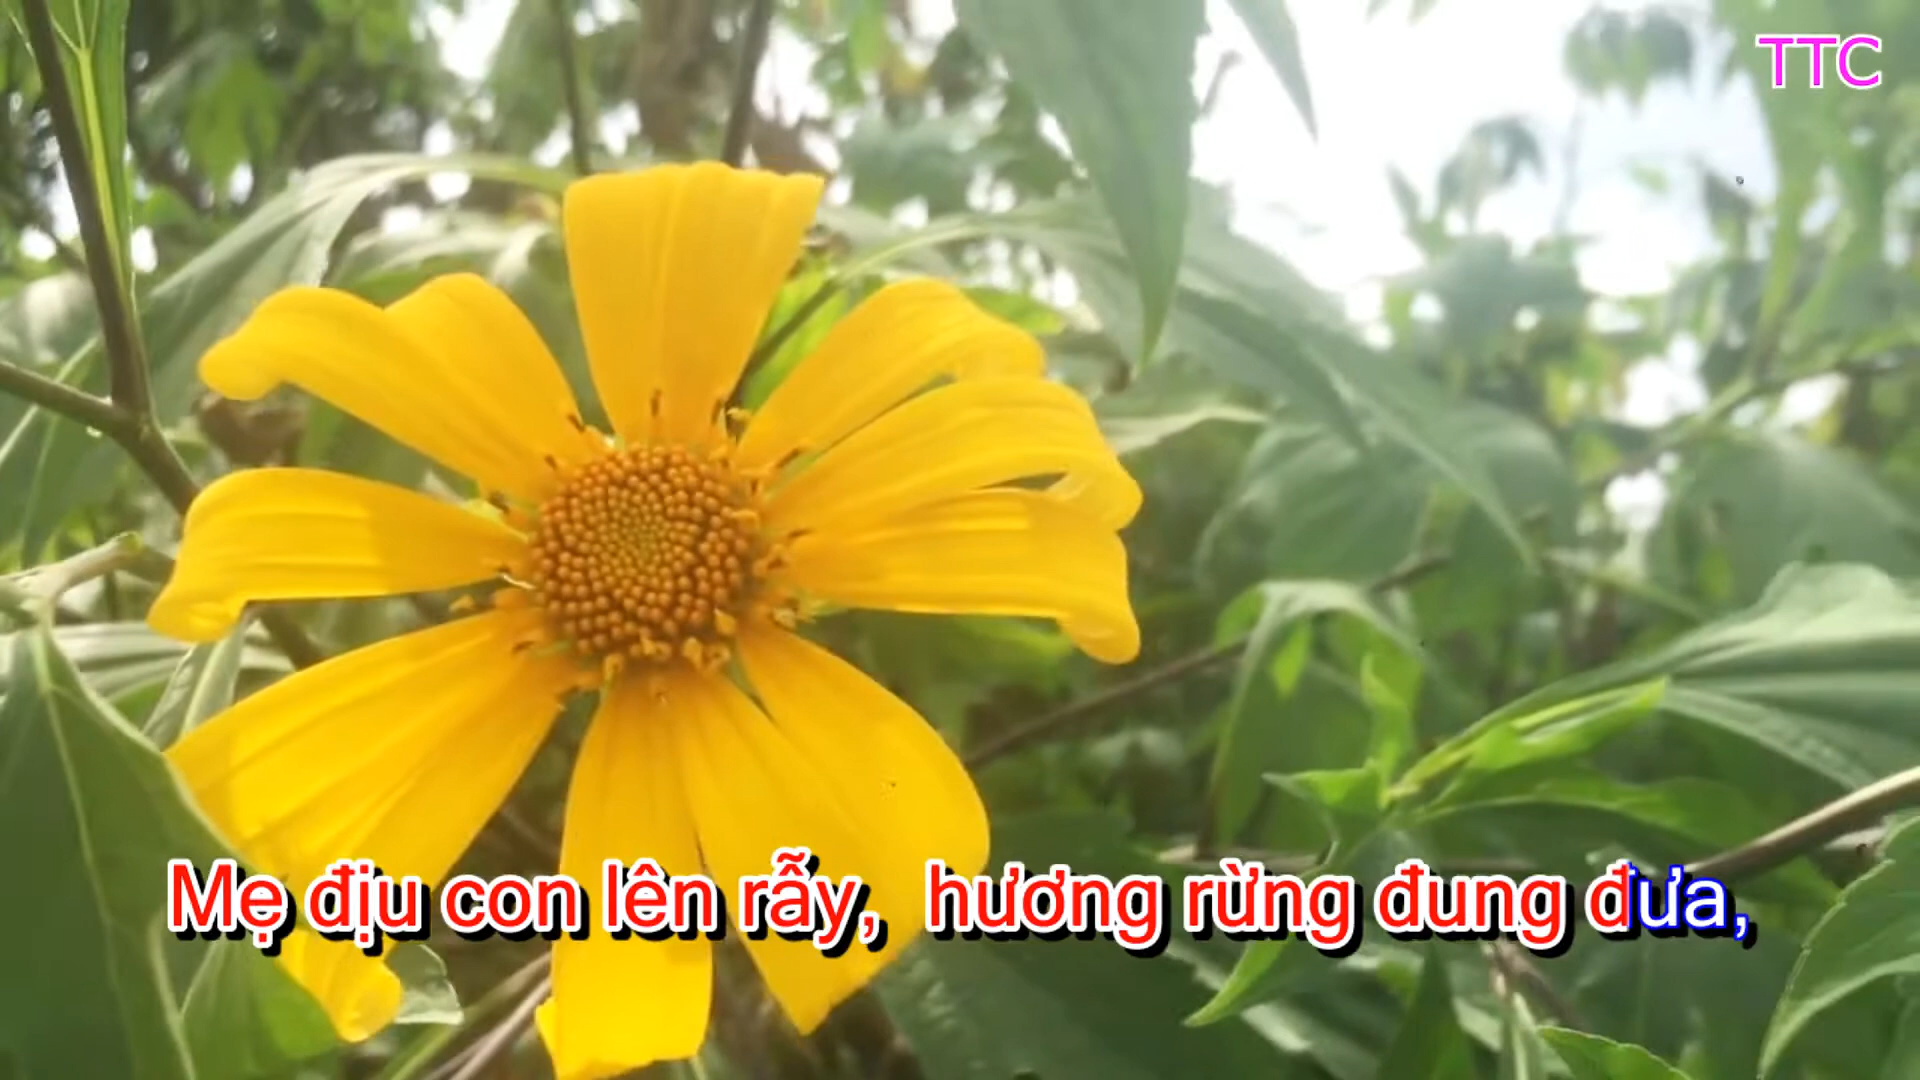 TTC
Mẹ địu con lên rẫy, hương rừng đung đưa,